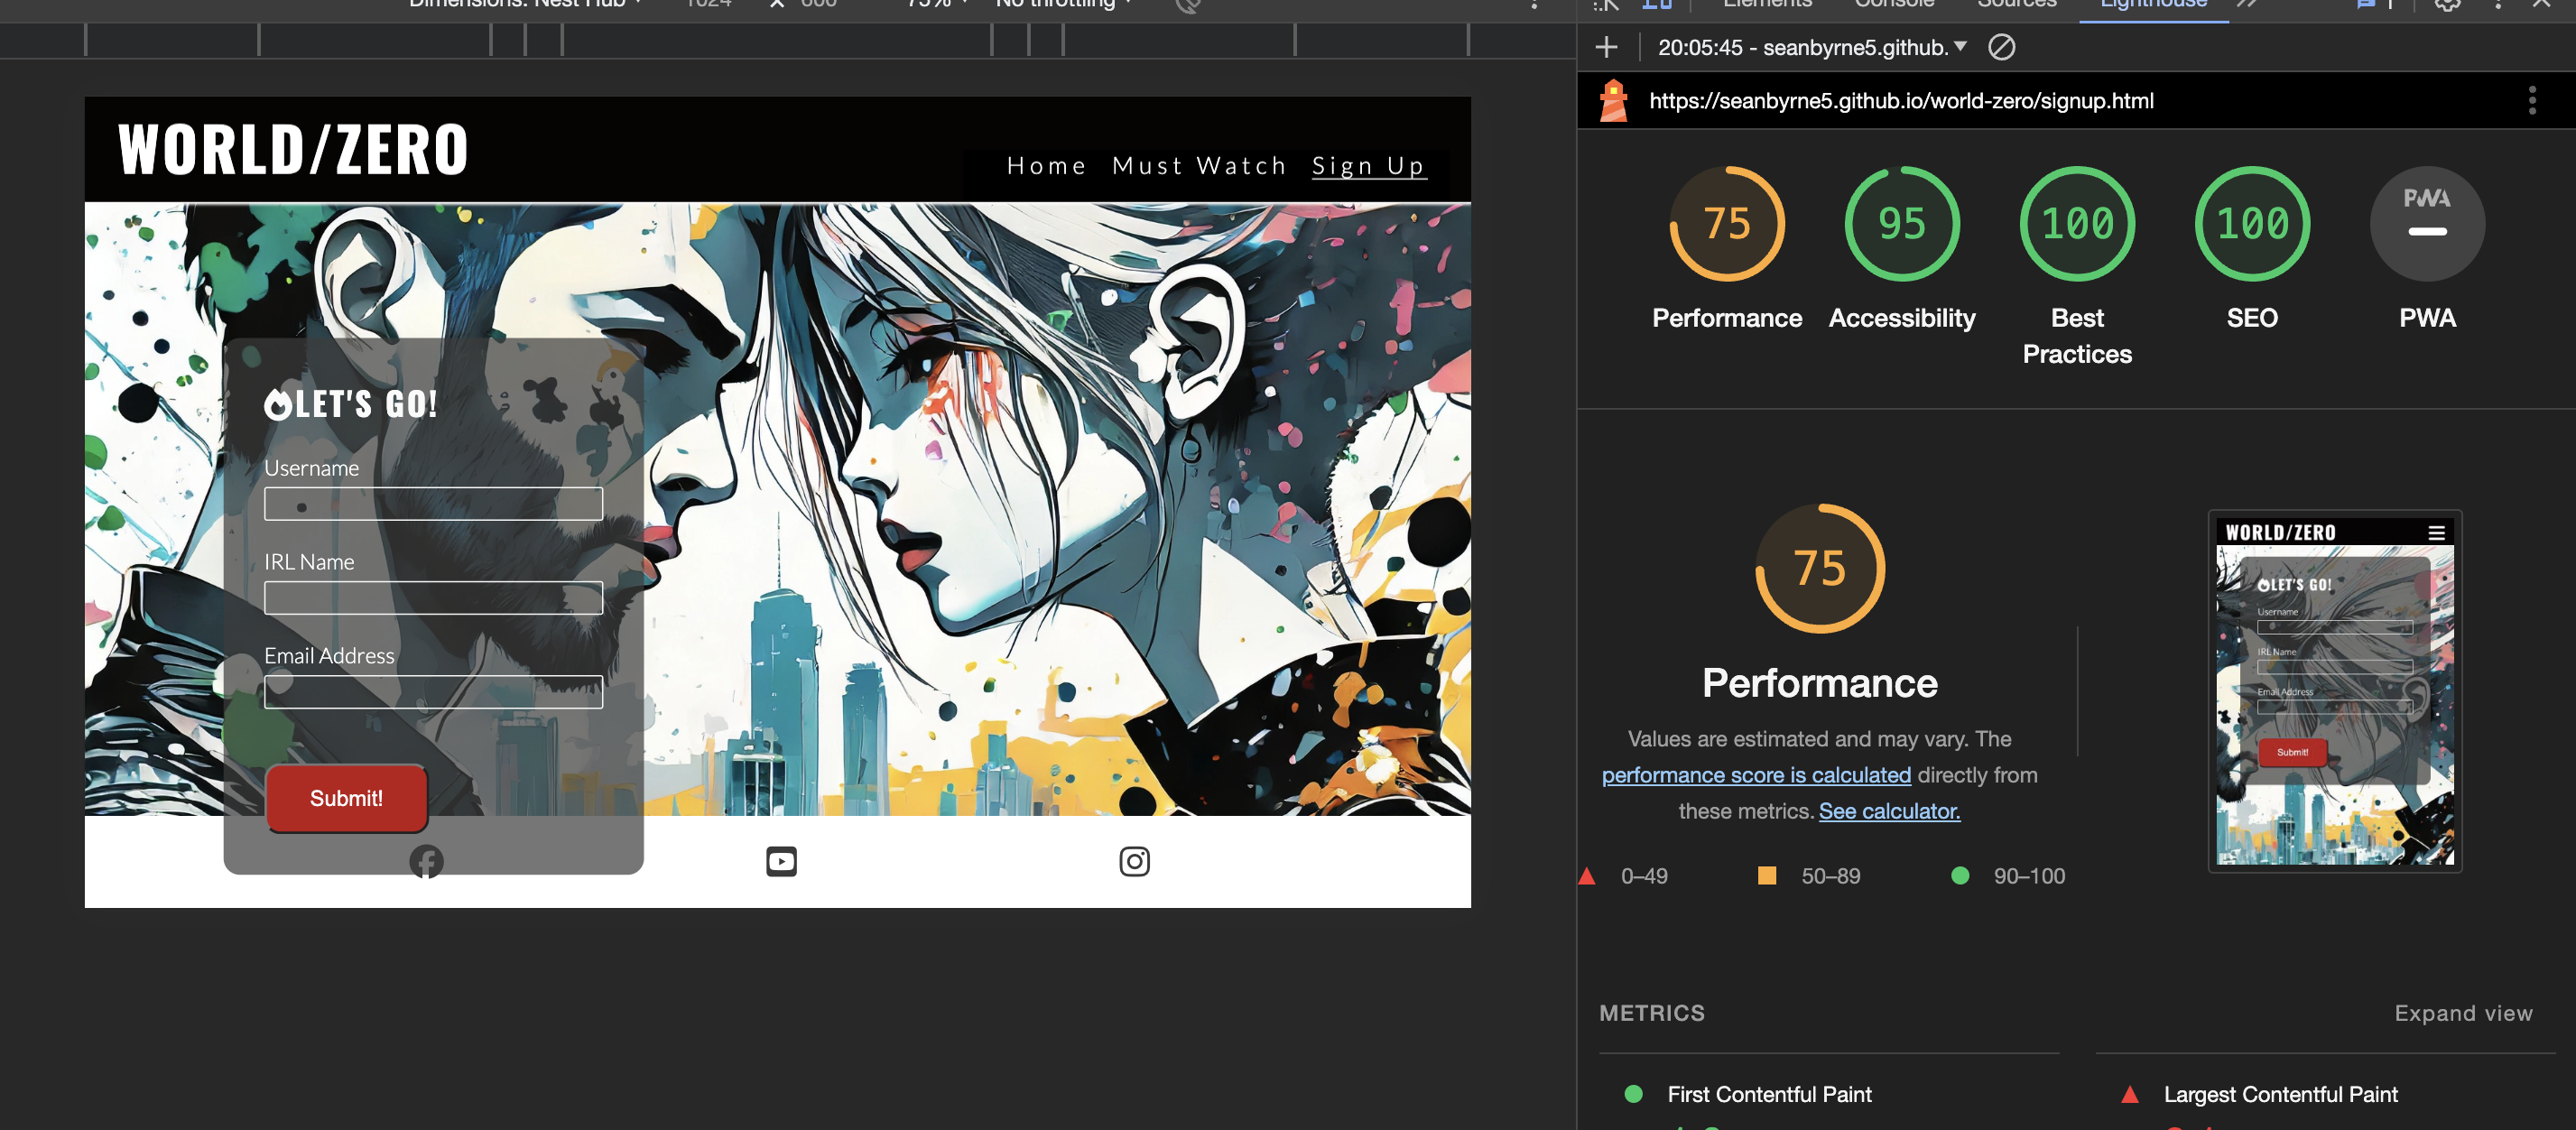 Dimensions: Nest Hub 1024 × 600 75% No throttling
Elements Console Sources Lighthouse 1
20:05:45 - seanbyrne5.github.
https://seanbyrne5.github.io/world-zero/signup.html
WORLD/ZERO
Home Must Watch Sign Up
LET'S GO!
Username
IRL Name
Email Address
Submit!
75
95
100
100
PWA
Performance
Accessibility
Best
Practices
SEO
PWA
75
Performance
Values are estimated and may vary. The
performance score is calculated directly from
these metrics. See calculator.
0–49
50–89
90–100
WORLD/ZERO
LET'S GO!
Username
IRL Name
Email Address
Submit!
METRICS
Expand view
First Contentful Paint
Largest Contentful Paint